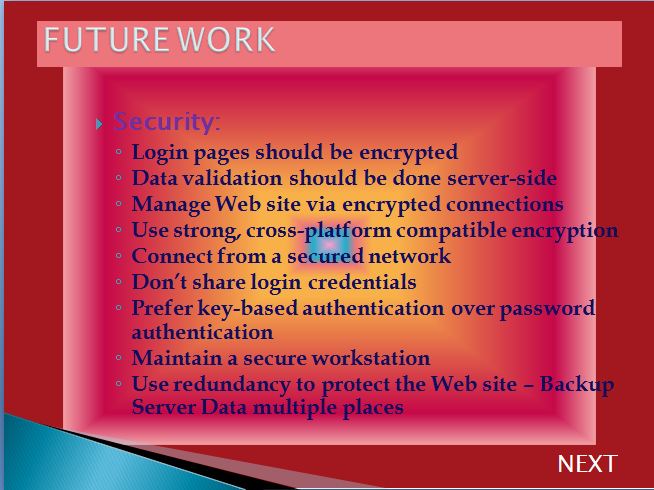 FUTURE WORK
Security:
Login pages should be encrypted
Data validation should be done server-side
Manage Web site via encrypted connections
Use strong, cross-platform compatible encryption
Connect from a secured network
Don’t share login credentials
Prefer key-based authentication over password
authentication
Maintain a secure workstation
Use redundancy to protect the Web site – Backup
Server Data multiple places
NEXT